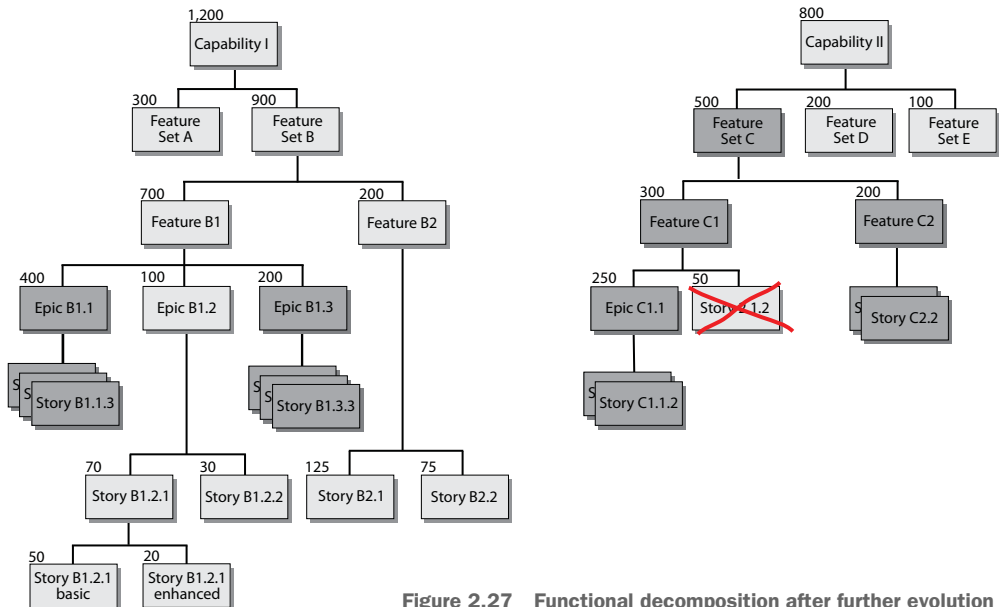 1,200
Capability I
300
Feature
Set A
900
Feature
Set B
700
Feature B1
200
Feature B2
400
Epic B1.1
100
Epic B1.2
200
Epic B1.3
S
S
Story B1.1.3
S
S
Story B1.3.3
70
Story B1.2.1
30
Story B1.2.2
125
Story B2.1
75
Story B2.2
50
Story B1.2.1
basic
20
Story B1.2.1
enhanced
800
Capability II
500
Feature
Set C
200
Feature
Set D
100
Feature
Set E
300
Feature C1
200
Feature C2
250
Epic C1.1
50
Story 2.1.2
S
Story C2.2
S
Story C1.1.2
Figure 2.27 Functional decomposition after further evolution